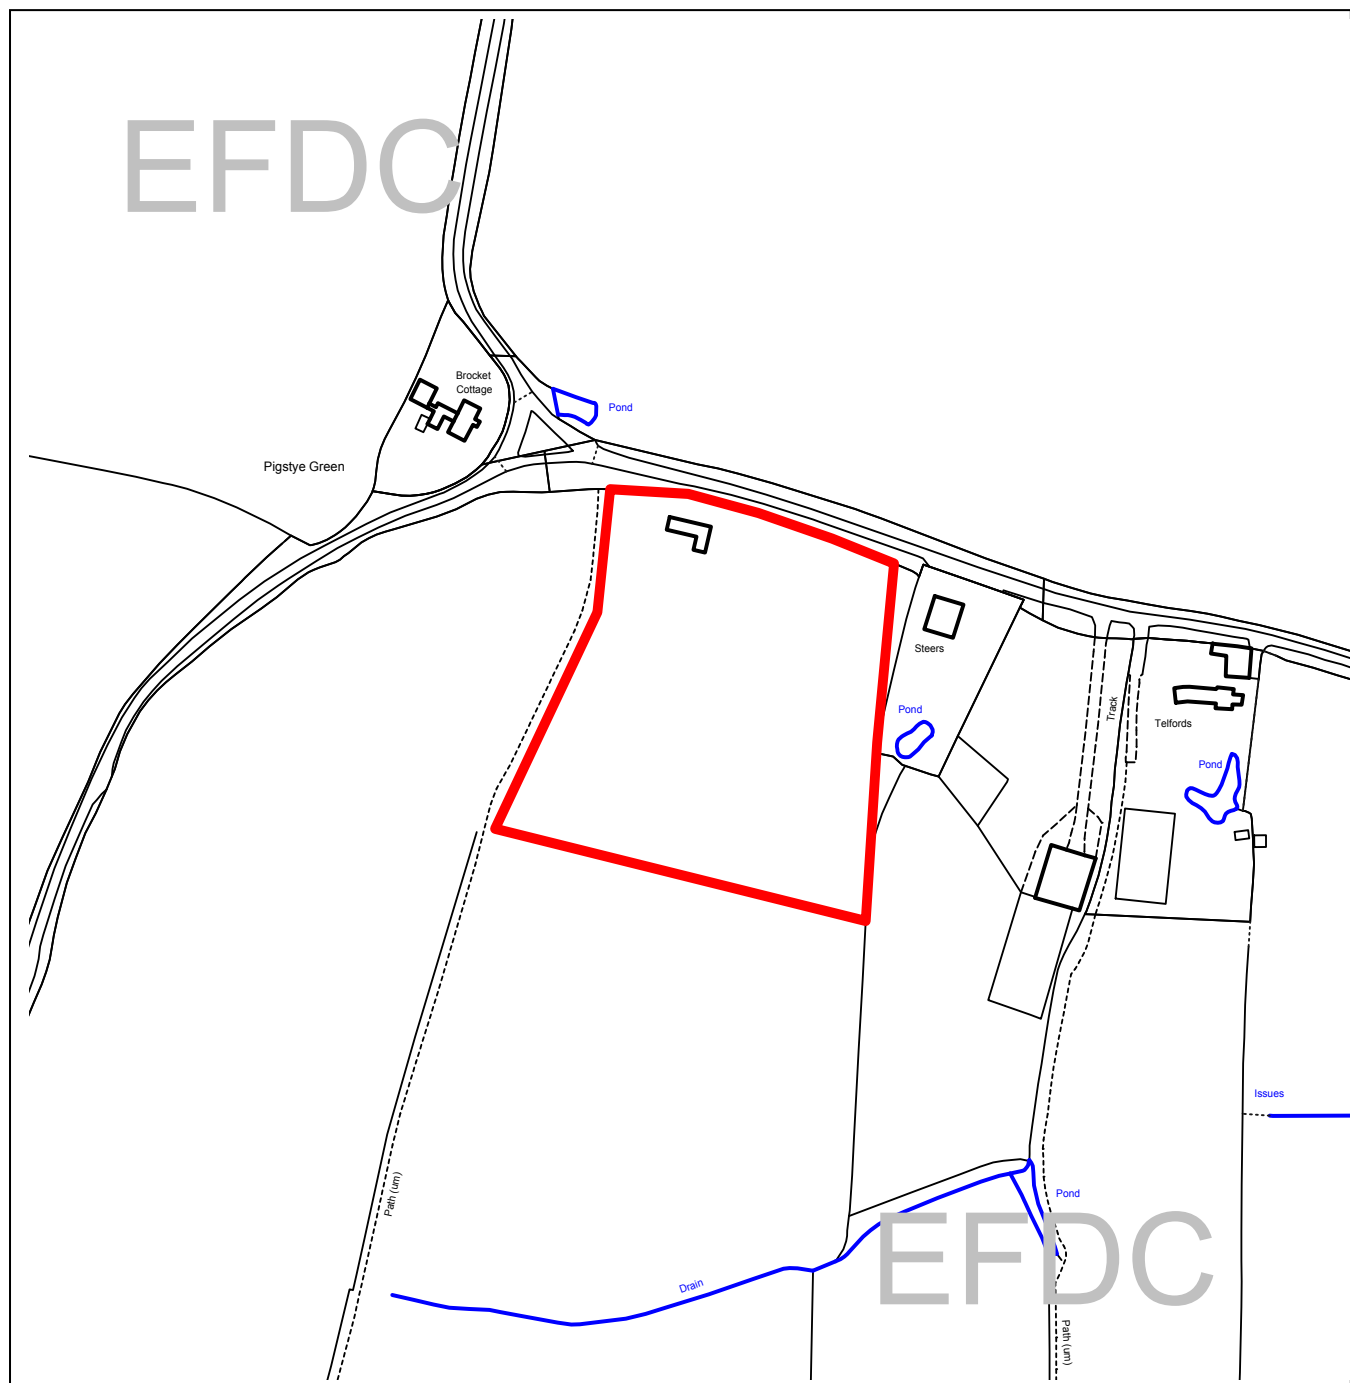 EFDC
Brocket
Cottage
Pond
Pigstye Green
Steers
Pond
Track
Telfords
Pond
Issues
Path (um)
Pond
EFDC
Drain
Path (um)